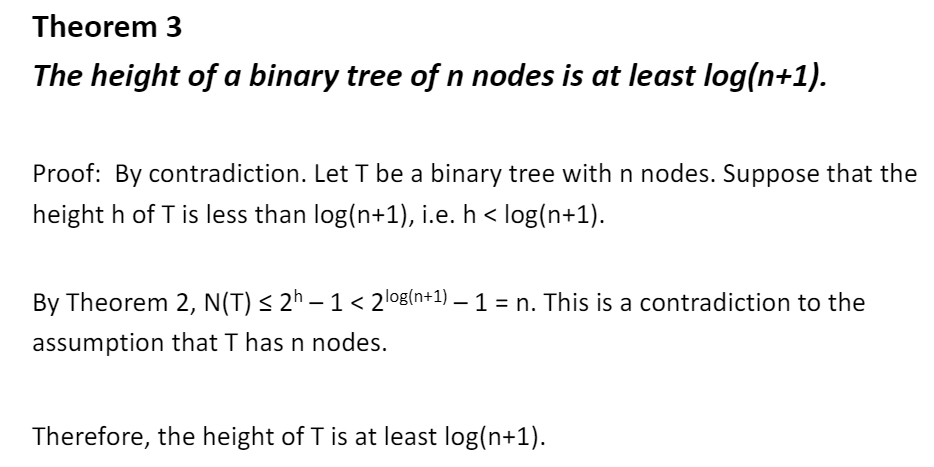 Theorem 3
The height of a binary tree of n nodes is at least log(n+1).
Proof:  By contradiction. Let T be a binary tree with n nodes. Suppose that the
height h of T is less than log(n+1), i.e. h < log(n+1).
By Theorem 2, N(T) ≤ 2ʰ – 1 < 2^log(n+1) – 1 = n. This is a contradiction to the
assumption that T has n nodes.
Therefore, the height of T is at least log(n+1).